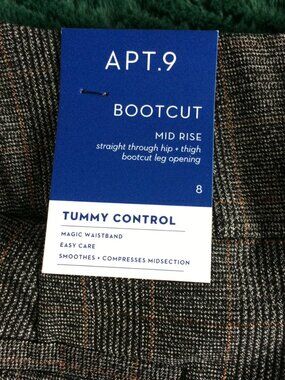 APT.9
BOOTCUT
MID RISE
straight through hip + thigh
bootcut leg opening
8
TUMMY CONTROL
MAGIC WAISTBAND
EASY CARE
SMOOTHES + COMPRESSES MIDSECTION